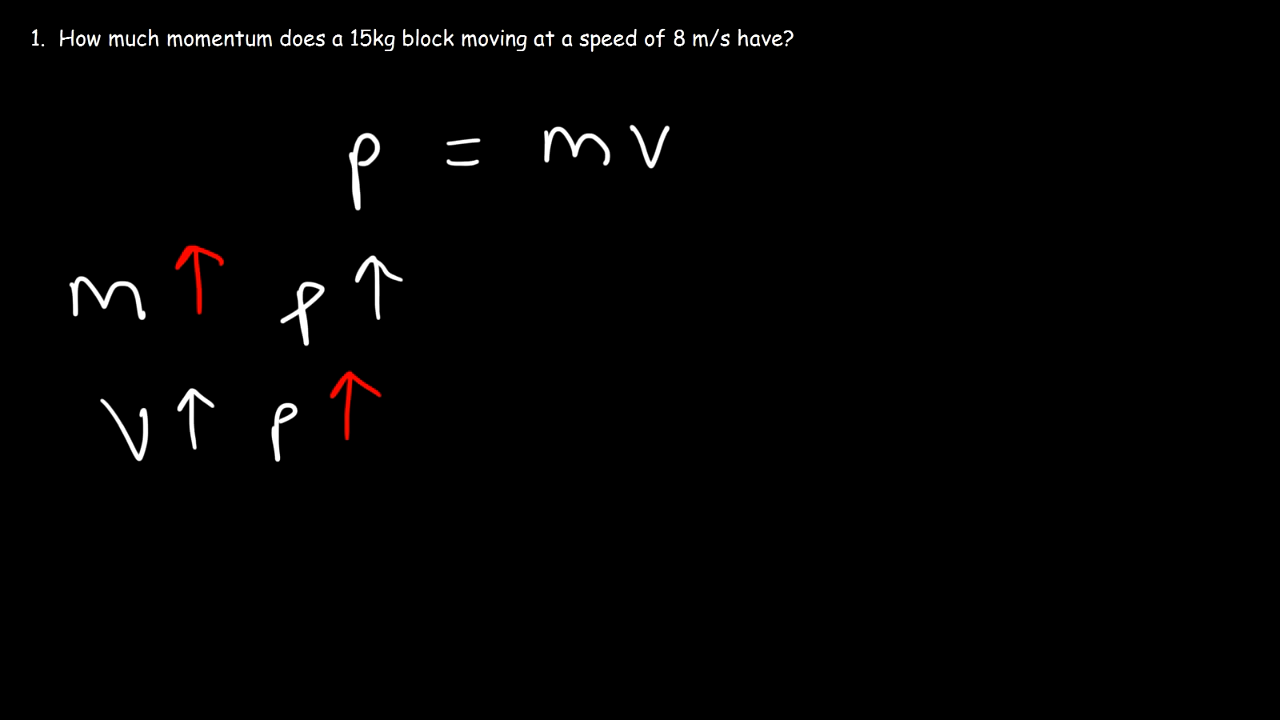 1. How much momentum does a 15kg block moving at a speed of 8 m/s have?
p = mv
m ↑ p ↑
v ↑ p ↑